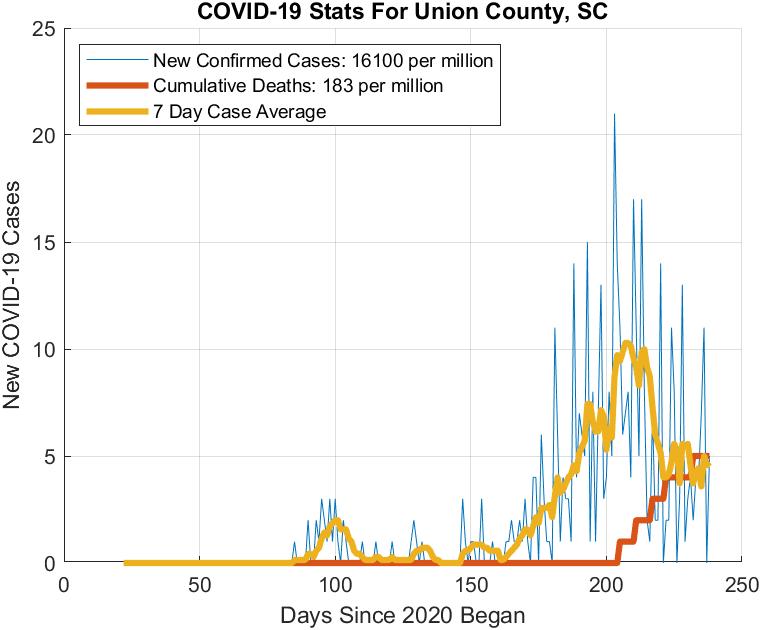 COVID-19 Stats For Union County, SC
25
New Confirmed Cases: 16100 per million
Cumulative Deaths: 183 per million
7 Day Case Average
20
15
10
5
0
New COVID-19 Cases
0 50 100 150 200 250
Days Since 2020 Began